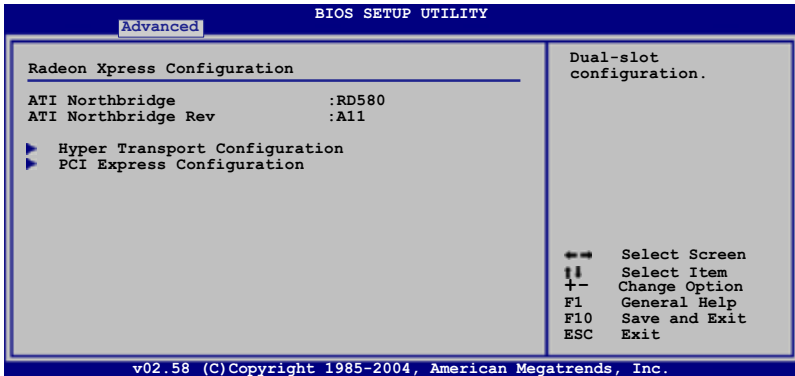 BIOS SETUP UTILITY
Advanced
Radeon Xpress Configuration
ATI Northbridge :RD580
ATI Northbridge Rev :A11
Hyper Transport Configuration
PCI Express Configuration
Dual-slot
configuration.
Select Screen
Select Item
+- Change Option
F1 General Help
F10 Save and Exit
ESC Exit
v02.58 (C)Copyright 1985-2004, American Megatrends, Inc.